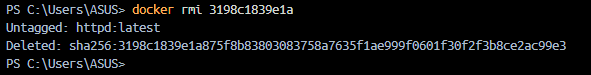 PS C:\Users\ASUS> docker rmi 3198c1839e1a
Untagged: httpd:latest
Deleted: sha256:3198c1839e1a875f8b83803083758a7635f1ae999f0601f30f2f3b8ce2ac99e3
PS C:\Users\ASUS>